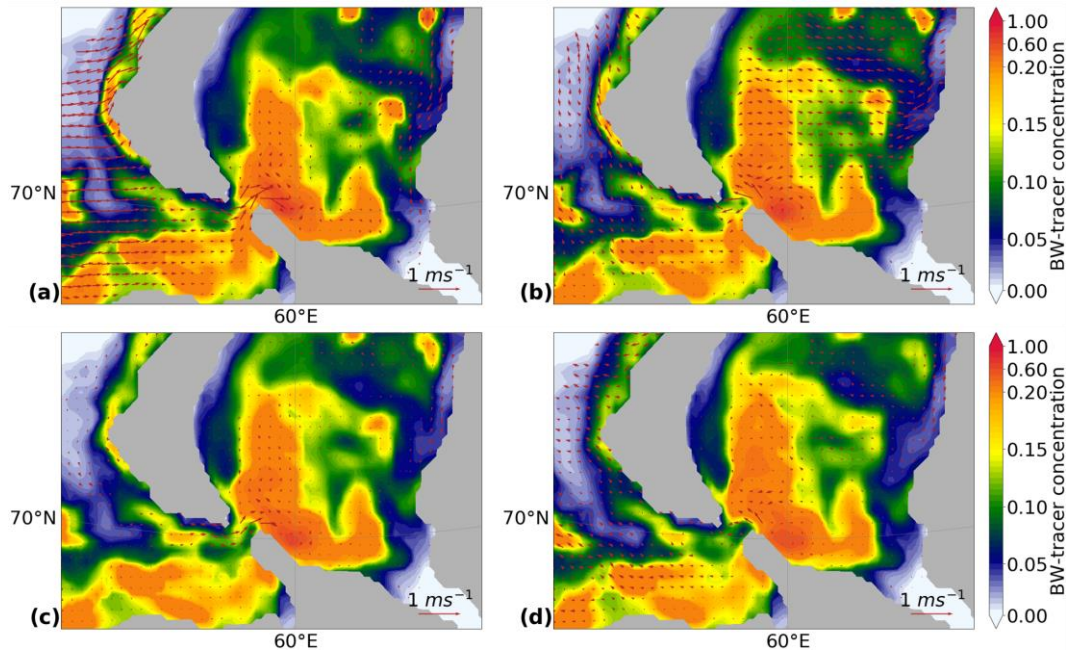 70°N
(a)
1 ms⁻¹
60°E
70°N
(b)
1 ms⁻¹
60°E
1.00
0.60
0.20
0.15
0.10
0.05
0.00
BW-tracer concentration
70°N
(c)
1 ms⁻¹
60°E
(d)
1 ms⁻¹
60°E
1.00
0.60
0.20
0.15
0.10
0.05
0.00
BW-tracer concentration
70°N